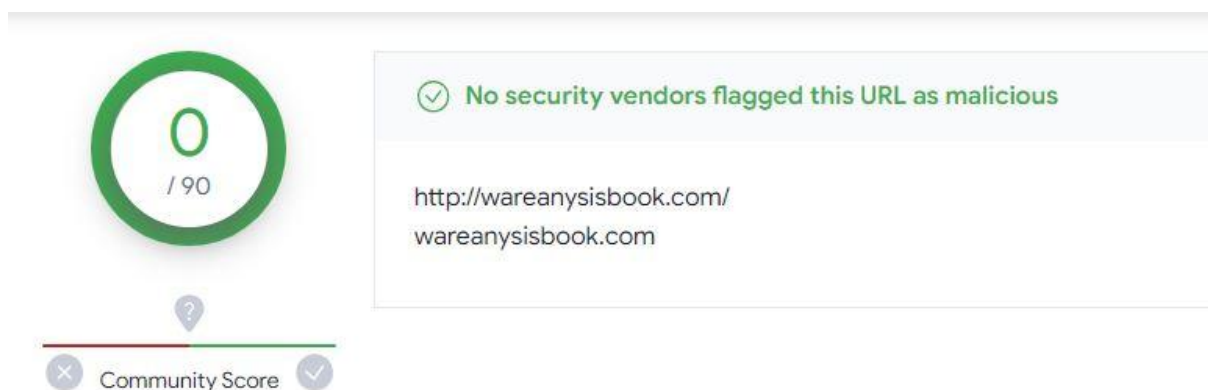 0
/ 90
?
Community Score
No security vendors flagged this URL as malicious
http://wareanysisbook.com/
wareanysisbook.com